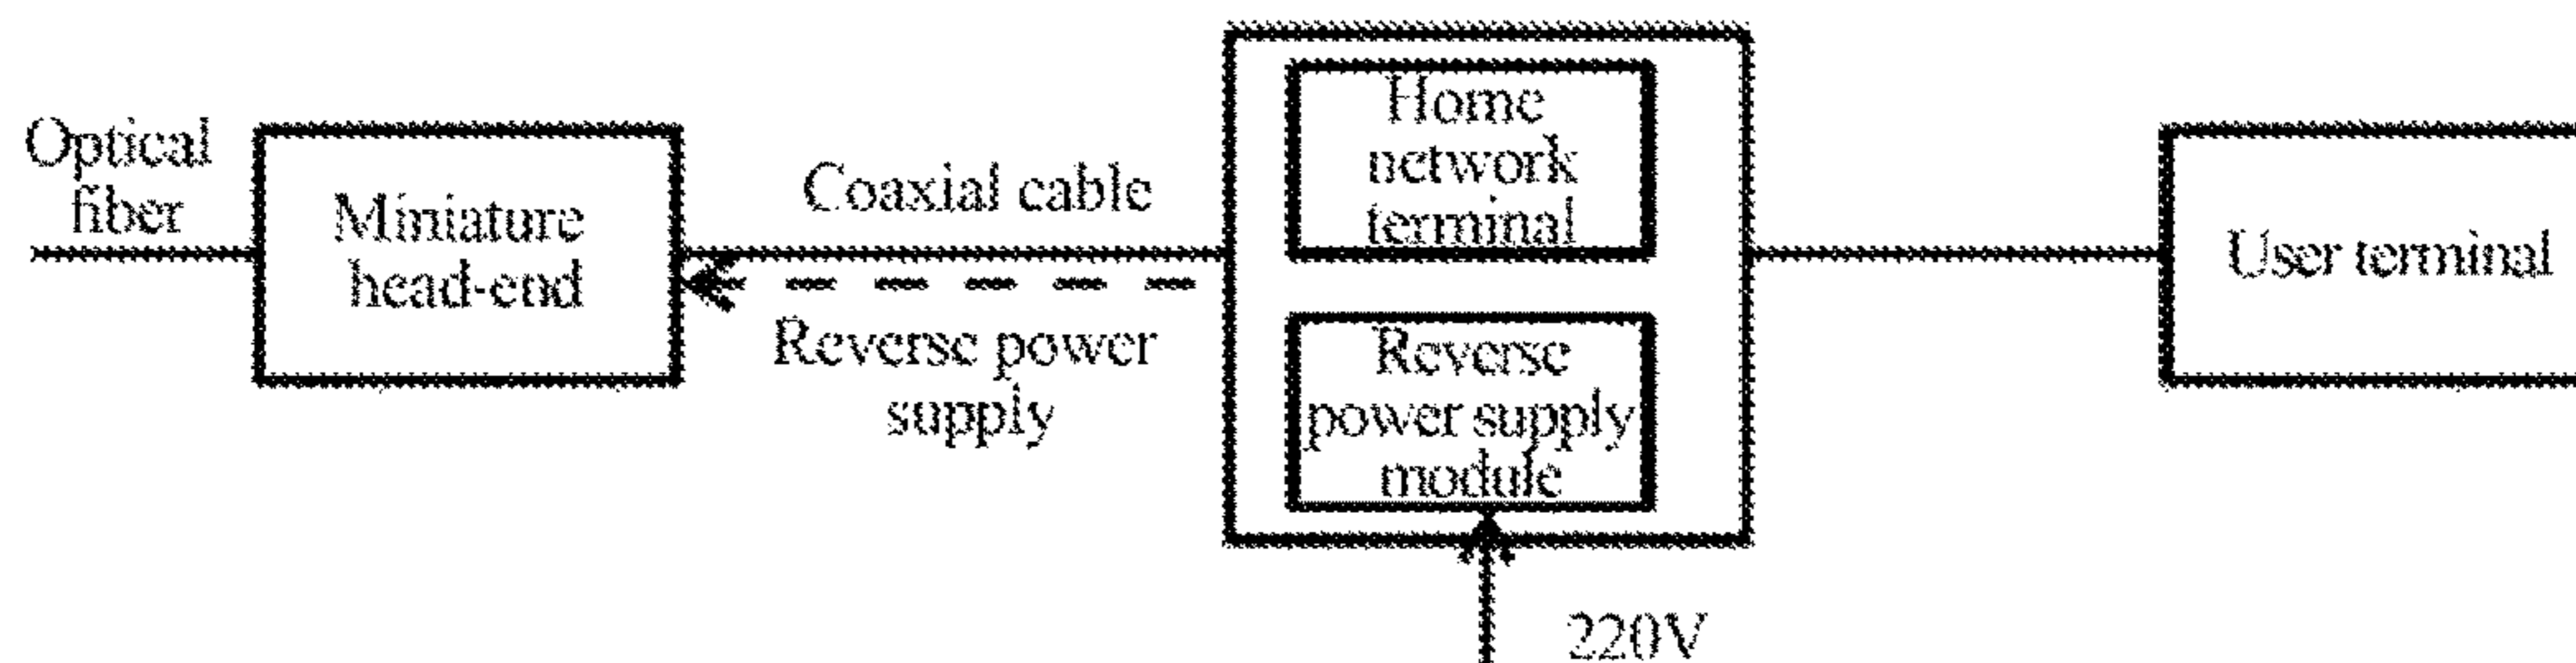 Optical
fiber
Miniature
head-end
Coaxial cable
Reverse power
supply
Home
network
terminal
Reverse
power supply
module
220V
User terminal